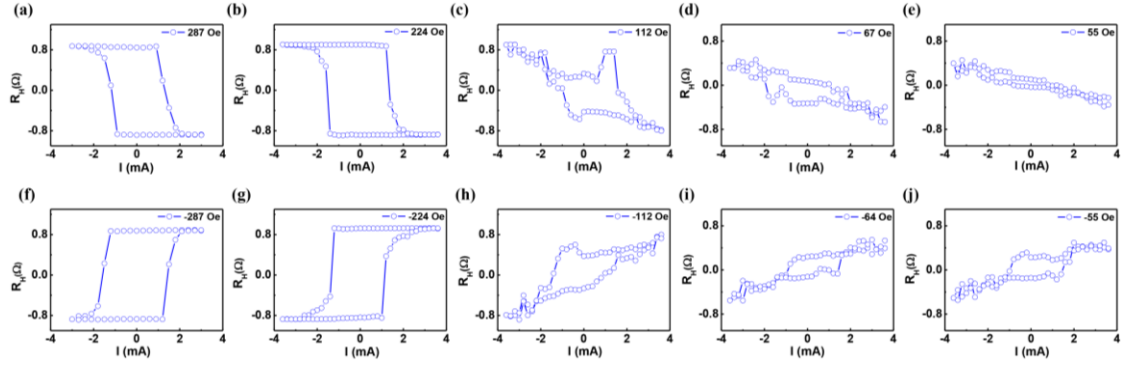 (a) (b) (c) (d) (e)
287 Oe 224 Oe 112 Oe 67 Oe 55 Oe
0.8 0.8 0.8 0.8 0.8
R_H(Ω) R_H(Ω) R_H(Ω) R_H(Ω) R_H(Ω)
0.0 0.0 0.0 0.0 0.0
-0.8 -0.8 -0.8 -0.8 -0.8
-4 -2 0 2 4 -4 -2 0 2 4 -4 -2 0 2 4 -4 -2 0 2 4 -4 -2 0 2 4
I (mA) I (mA) I (mA) I (mA) I (mA)
(f) (g) (h) (i) (j)
-287 Oe -224 Oe -112 Oe -64 Oe -55 Oe
0.8 0.8 0.8 0.8 0.8
R_H(Ω) R_H(Ω) R_H(Ω) R_H(Ω) R_H(Ω)
0.0 0.0 0.0 0.0 0.0
-0.8 -0.8 -0.8 -0.8 -0.8
-4 -2 0 2 4 -4 -2 0 2 4 -4 -2 0 2 4 -4 -2 0 2 4 -4 -2 0 2 4
I (mA) I (mA) I (mA) I (mA) I (mA)